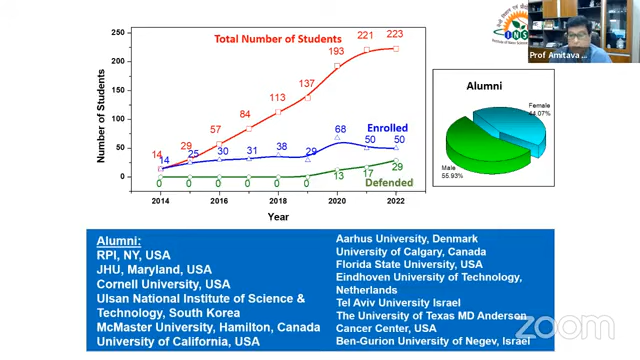 250
200
150
100
50
0
Number of Students
Total Number of Students
14
29
57
84
113
137
193
221
223
Enrolled
14
25
30
31
38
29
68
50
50
Defended
0
0
0
0
0
0
13
17
29
2014
2016
2018
2020
2022
Year
INST
Prof Amitava
Alumni
Female
44.07%
Male
55.93%
Alumni:
RPI, NY, USA
JHU, Maryland, USA
Cornell University, USA
Ulsan National Institute of Science &
Technology, South Korea
McMaster University, Hamilton, Canada
University of California, USA
Aarhus University, Denmark
University of Calgary, Canada
Florida State University, USA
Eindhoven University of Technology,
Netherlands
Tel Aviv University Israel
The University of Texas MD Anderson
Cancer Center, USA
Ben-Gurion University of Negev, Israel
zoom